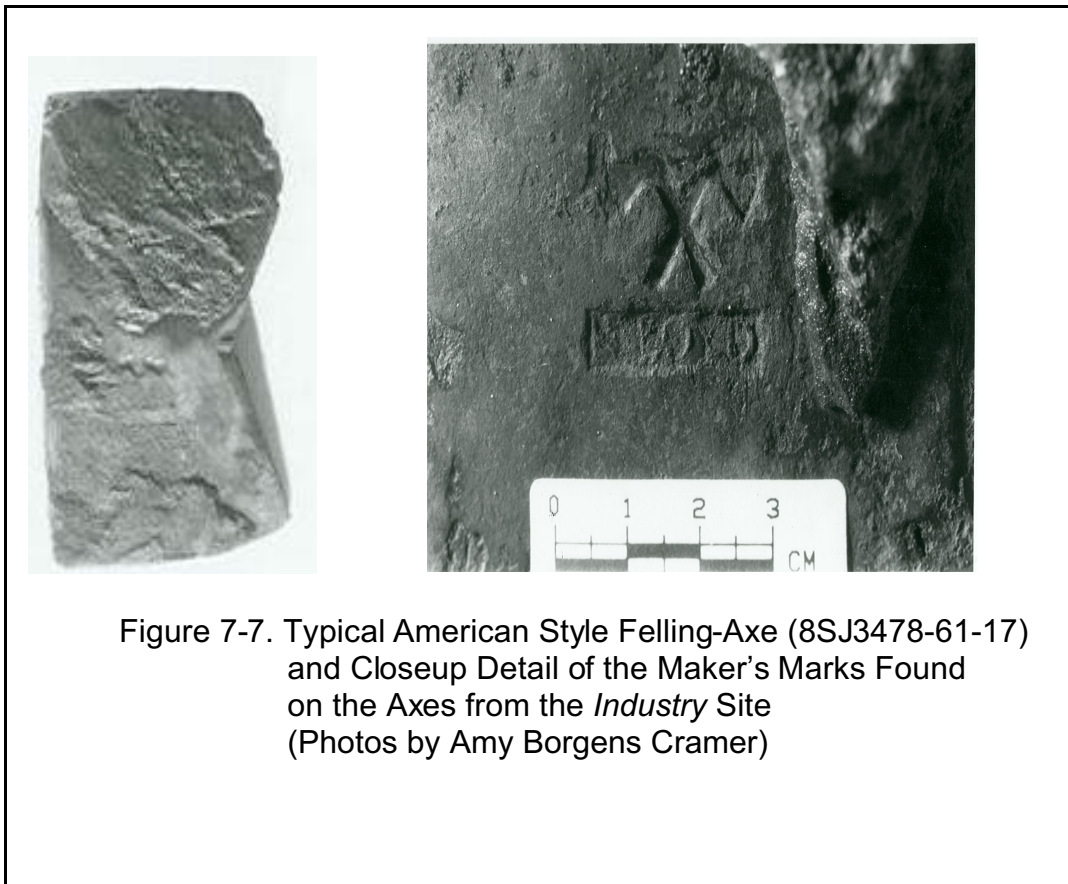 0 1 2 3
CM
Figure 7-7. Typical American Style Felling-Axe (8SJ3478-61-17)
and Closeup Detail of the Maker's Marks Found
on the Axes from the Industry Site
(Photos by Amy Borgens Cramer)